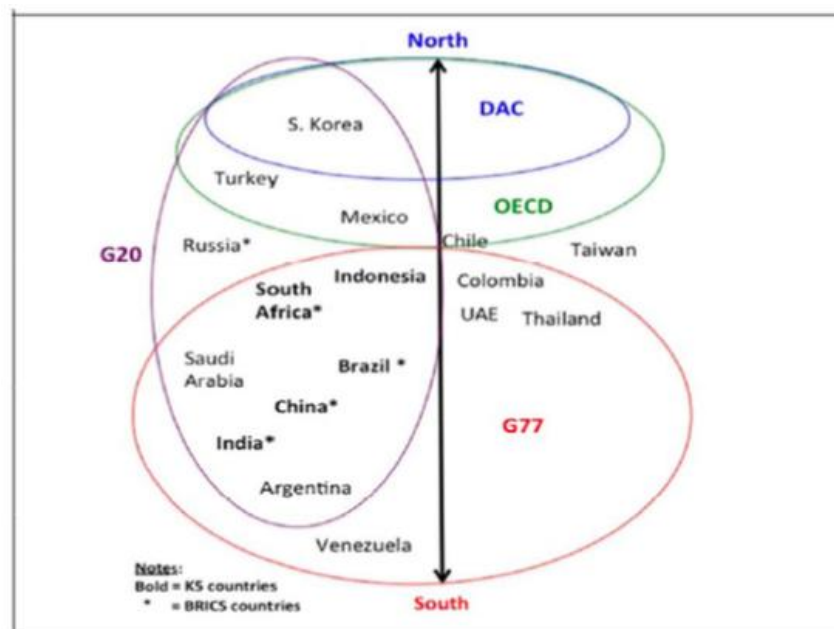 North
DAC
S. Korea
Turkey
OECD
Mexico
G20
Russia*
Chile
Taiwan
Indonesia
Colombia
South
Africa*
UAE
Thailand
Saudi
Arabia
Brazil *
China*
G77
India*
Argentina
Venezuela
Notes:
Bold = KS countries
* = BRICS countries
South